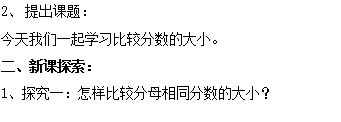 2、 提出课题：
今天我们一起学习比较分数的大小。
二、新课探索：
1、探究一：怎样比较分母相同分数的大小？